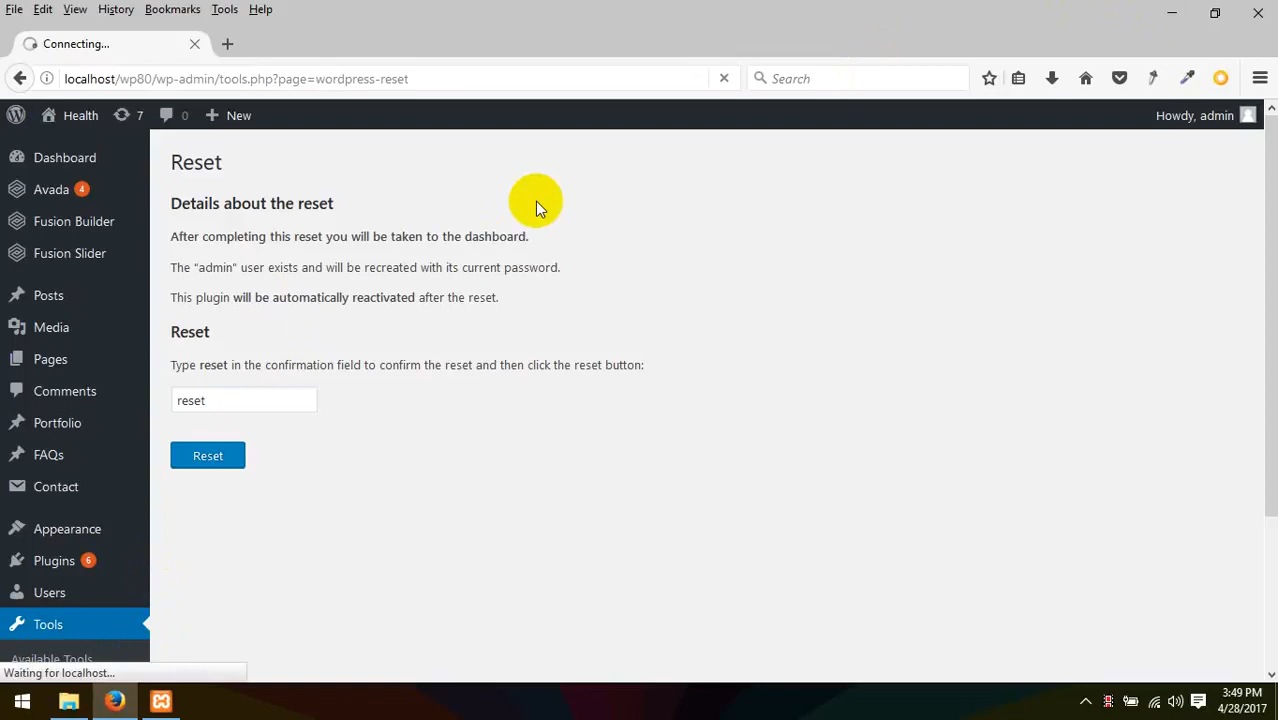 File Edit View History Bookmarks Tools Help
Connecting...
localhost/wp80/wp-admin/tools.php?page=wordpress-reset
Search
Health 7 0 New
Howdy, admin
Dashboard
Avada 4
Fusion Builder
Fusion Slider
Posts
Media
Pages
Comments
Portfolio
FAQs
Contact
Appearance
Plugins 6
Users
Tools
Available Tools
Reset
Details about the reset
After completing this reset you will be taken to the dashboard.
The "admin" user exists and will be recreated with its current password.
This plugin will be automatically reactivated after the reset.
Reset
Type reset in the confirmation field to confirm the reset and then click the reset button:
reset
Reset
Waiting for localhost...
3:49 PM
4/28/2017